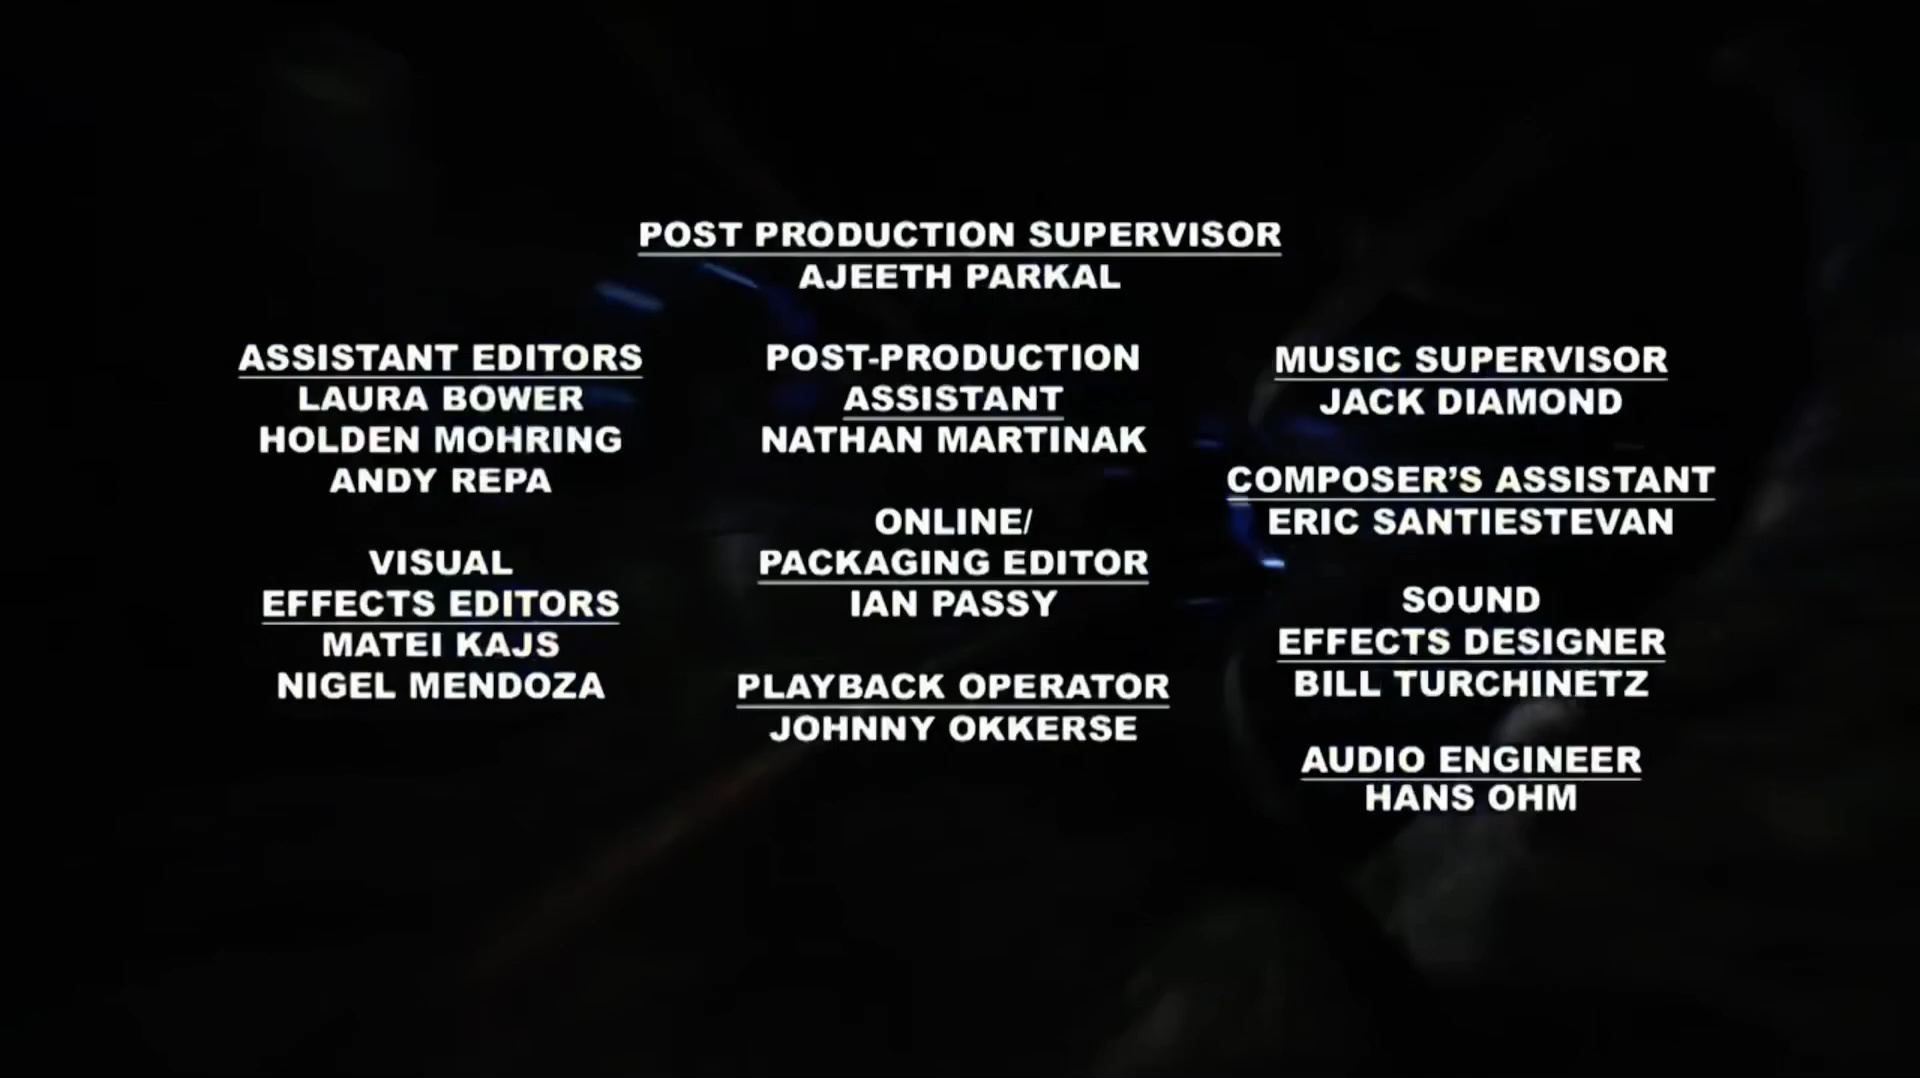 POST PRODUCTION SUPERVISOR
AJEETH PARKAL
ASSISTANT EDITORS
LAURA BOWER
HOLDEN MOHRING
ANDY REPA
VISUAL
EFFECTS EDITORS
MATEI KAJS
NIGEL MENDOZA
POST-PRODUCTION
ASSISTANT
NATHAN MARTINAK
ONLINE/
PACKAGING EDITOR
IAN PASSY
PLAYBACK OPERATOR
JOHNNY OKKERSE
MUSIC SUPERVISOR
JACK DIAMOND
COMPOSER’S ASSISTANT
ERIC SANTIESTEVAN
SOUND
EFFECTS DESIGNER
BILL TURCHINETZ
AUDIO ENGINEER
HANS OHM